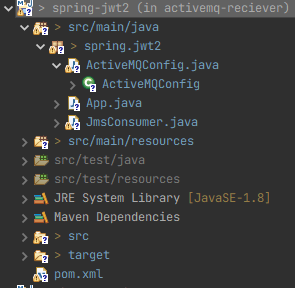 > spring-jwt2 (in activemq-reciever)
> src/main/java
> spring.jwt2
ActiveMQConfig.java
ActiveMQConfig
App.java
JmsConsumer.java
> src/main/resources
src/test/java
src/test/resources
JRE System Library [JavaSE-1.8]
Maven Dependencies
> src
> target
pom.xml